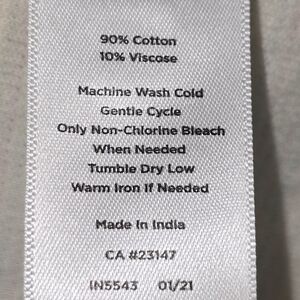 90% Cotton
10% Viscose
Machine Wash Cold
Gentle Cycle
Only Non-Chlorine Bleach
When Needed
Tumble Dry Low
Warm Iron If Needed
Made In India
CA #23147
IN5543 01/21